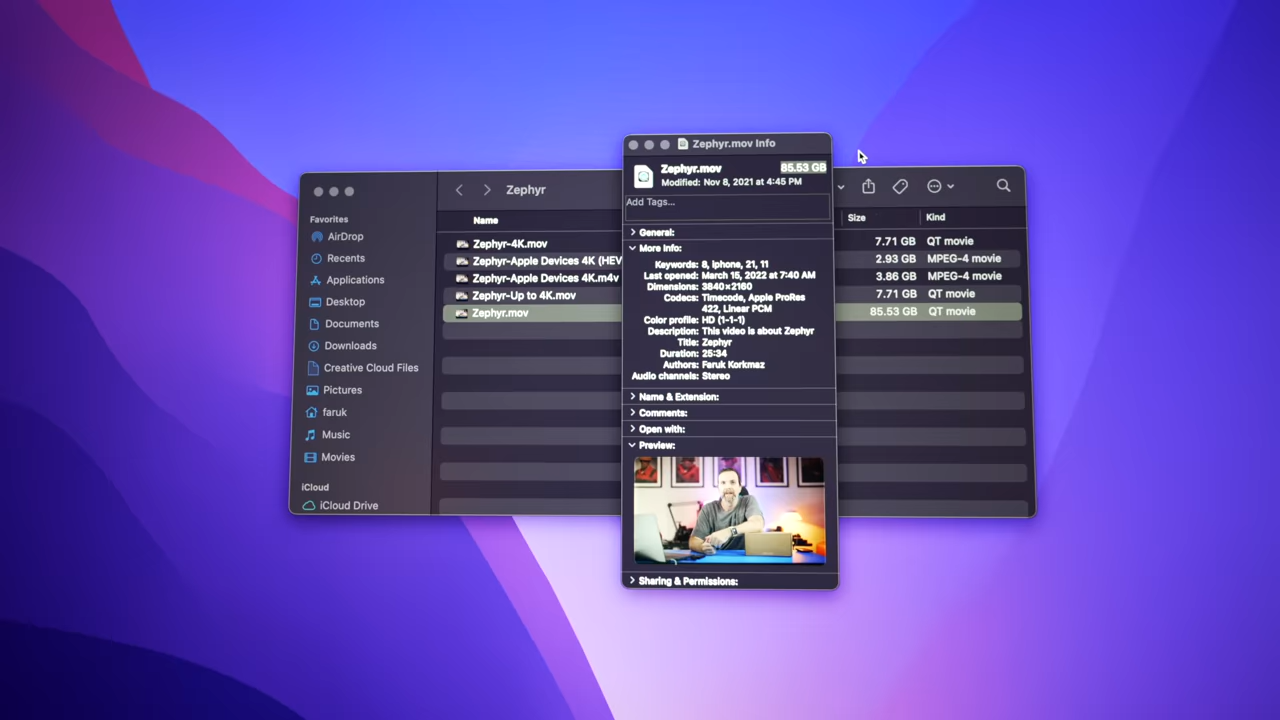 Zephyr.mov Info
Zephyr.mov 85.53 GB
Modified: Nov 8, 2021 at 4:45 PM
Add Tags...
General:
More Info:
Keywords: 8, iphone, 21, 11
Last opened: March 15, 2022 at 7:40 AM
Dimensions: 3840×2160
Codecs: Timecode, Apple ProRes
422, Linear PCM
Color profile: HD (1-1-1)
Description: This video is about Zephyr
Title: Zephyr
Duration: 25:34
Authors: Faruk Korkmaz
Audio channels: Stereo
Name & Extension:
Comments:
Open with:
Preview:
Sharing & Permissions:
Favorites
AirDrop
Recents
Applications
Desktop
Documents
Downloads
Creative Cloud Files
Pictures
faruk
Music
Movies
iCloud
iCloud Drive
Zephyr
Name Size Kind
Zephyr-4K.mov 7.71 GB QT movie
Zephyr-Apple Devices 4K (HEV 2.93 GB MPEG-4 movie
Zephyr-Apple Devices 4K.m4v 3.86 GB MPEG-4 movie
Zephyr-Up to 4K.mov 7.71 GB QT movie
Zephyr.mov 85.53 GB QT movie